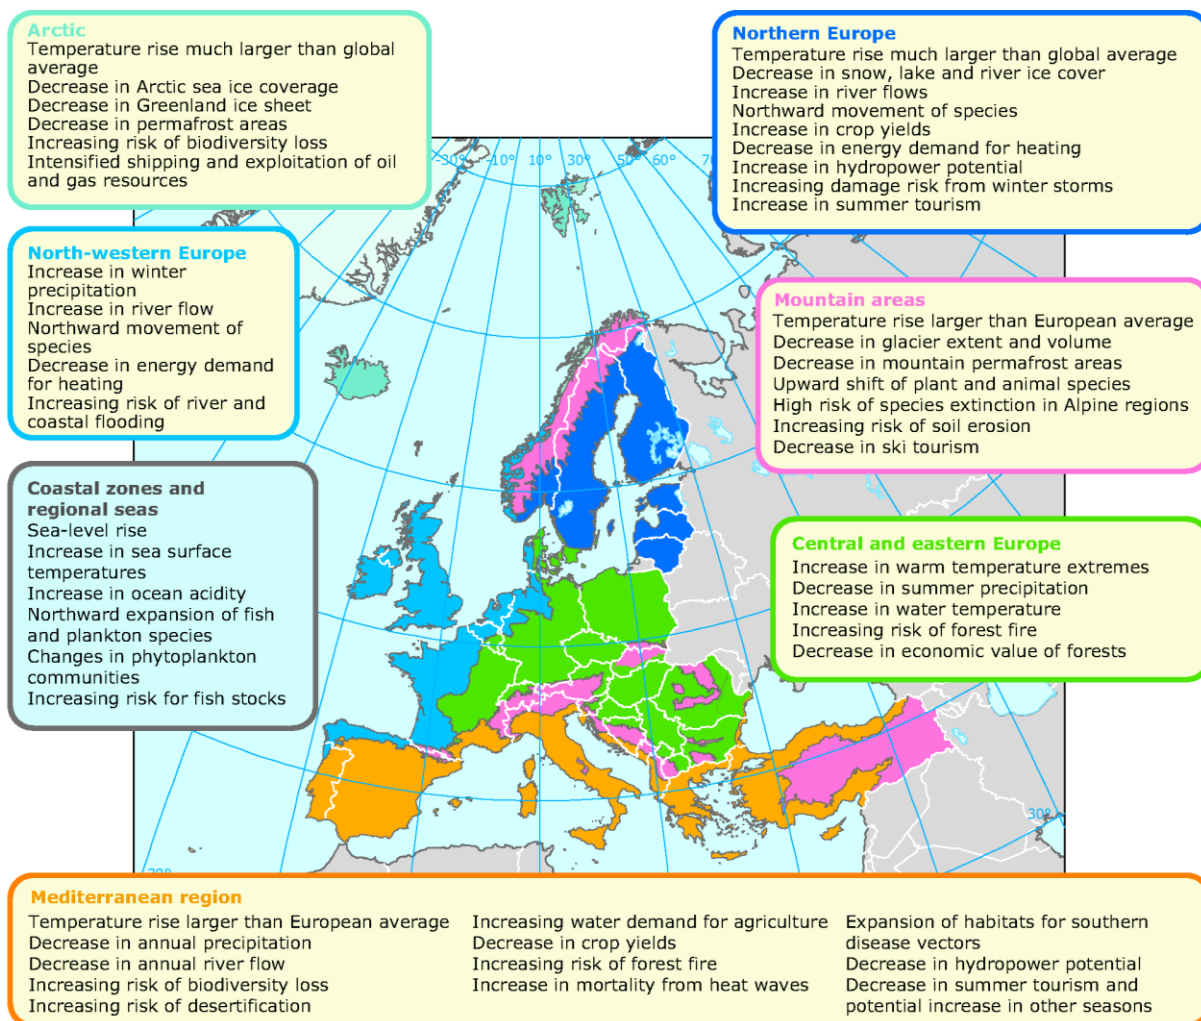 Arctic
Temperature rise much larger than global
average
Decrease in Arctic sea ice coverage
Decrease in Greenland ice sheet
Decrease in permafrost areas
Increasing risk of biodiversity loss
Intensified shipping and exploitation of oil
and gas resources
Northern Europe
Temperature rise much larger than global average
Decrease in snow, lake and river ice cover
Increase in river flows
Northward movement of species
Increase in crop yields
Decrease in energy demand for heating
Increase in hydropower potential
Increasing damage risk from winter storms
Increase in summer tourism
-30° -10° 10° 30° 50° 60°
North-western Europe
Increase in winter
precipitation
Increase in river flow
Northward movement of
species
Decrease in energy demand
for heating
Increasing risk of river and
coastal flooding
Mountain areas
Temperature rise larger than European average
Decrease in glacier extent and volume
Decrease in mountain permafrost areas
Upward shift of plant and animal species
High risk of species extinction in Alpine regions
Increasing risk of soil erosion
Decrease in ski tourism
Coastal zones and
regional seas
Sea-level rise
Increase in sea surface
temperatures
Increase in ocean acidity
Northward expansion of fish
and plankton species
Changes in phytoplankton
communities
Increasing risk for fish stocks
Central and eastern Europe
Increase in warm temperature extremes
Decrease in summer precipitation
Increase in water temperature
Increasing risk of forest fire
Decrease in economic value of forests
30°
Mediterranean region
Temperature rise larger than European average
Decrease in annual precipitation
Decrease in annual river flow
Increasing risk of biodiversity loss
Increasing risk of desertification
Increasing water demand for agriculture
Decrease in crop yields
Increasing risk of forest fire
Increase in mortality from heat waves
Expansion of habitats for southern
disease vectors
Decrease in hydropower potential
Decrease in summer tourism and
potential increase in other seasons